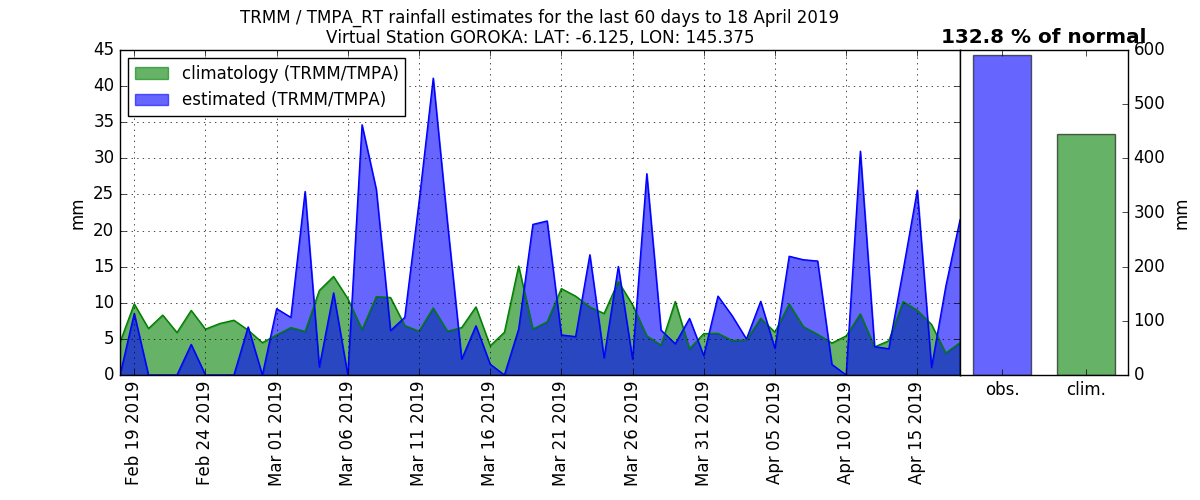 TRMM / TMPA_RT rainfall estimates for the last 60 days to 18 April 2019
Virtual Station GOROKA: LAT: -6.125, LON: 145.375
132.8 % of normal
climatology (TRMM/TMPA)
estimated (TRMM/TMPA)
mm
45
40
35
30
25
20
15
10
5
0
Feb 19 2019
Feb 24 2019
Mar 01 2019
Mar 06 2019
Mar 11 2019
Mar 16 2019
Mar 21 2019
Mar 26 2019
Mar 31 2019
Apr 05 2019
Apr 10 2019
Apr 15 2019
600
500
400
300
200
100
0
mm
obs.
clim.